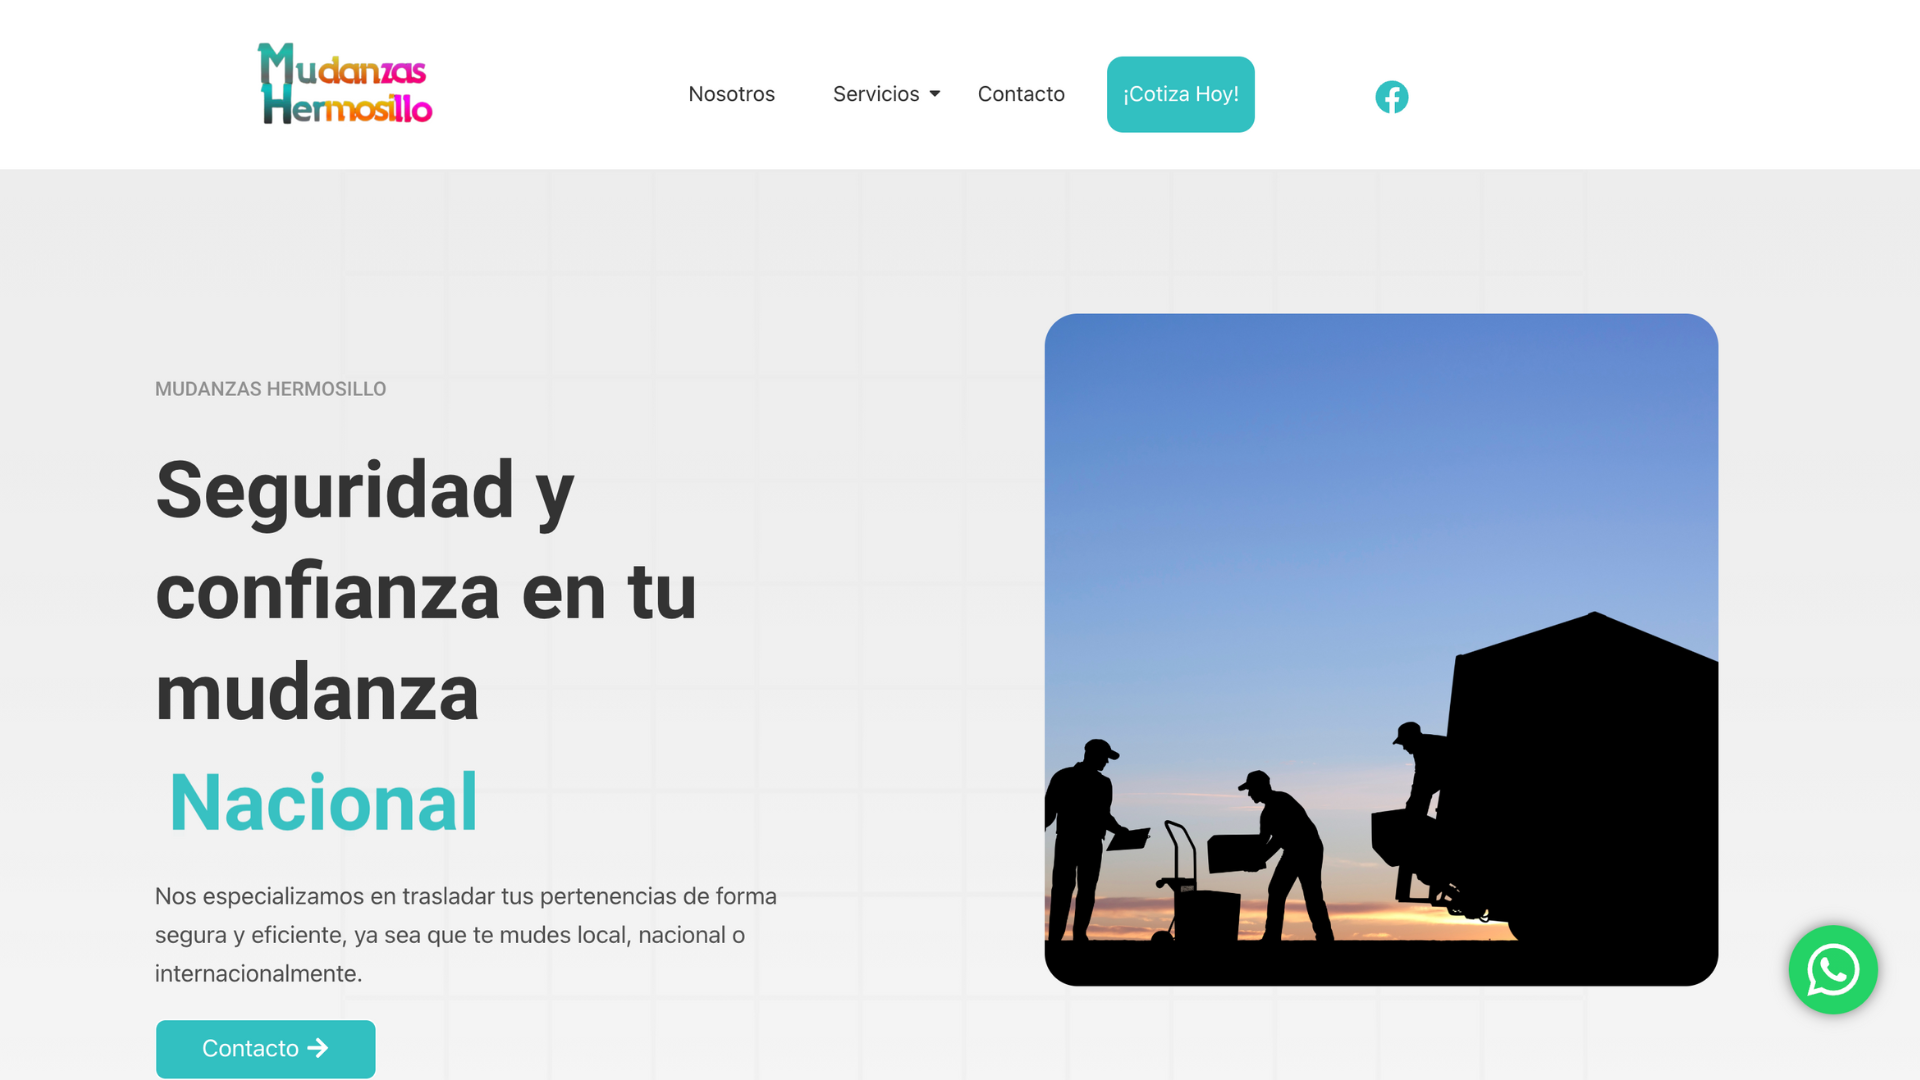 Mudanzas
Hermosillo
Nosotros
Servicios
Contacto
¡Cotiza Hoy!
MUDANZAS HERMOSILLO
Seguridad y
confianza en tu
mudanza
Nacional
Nos especializamos en trasladar tus pertenencias de forma
segura y eficiente, ya sea que te mudes local, nacional o
internacionalmente.
Contacto